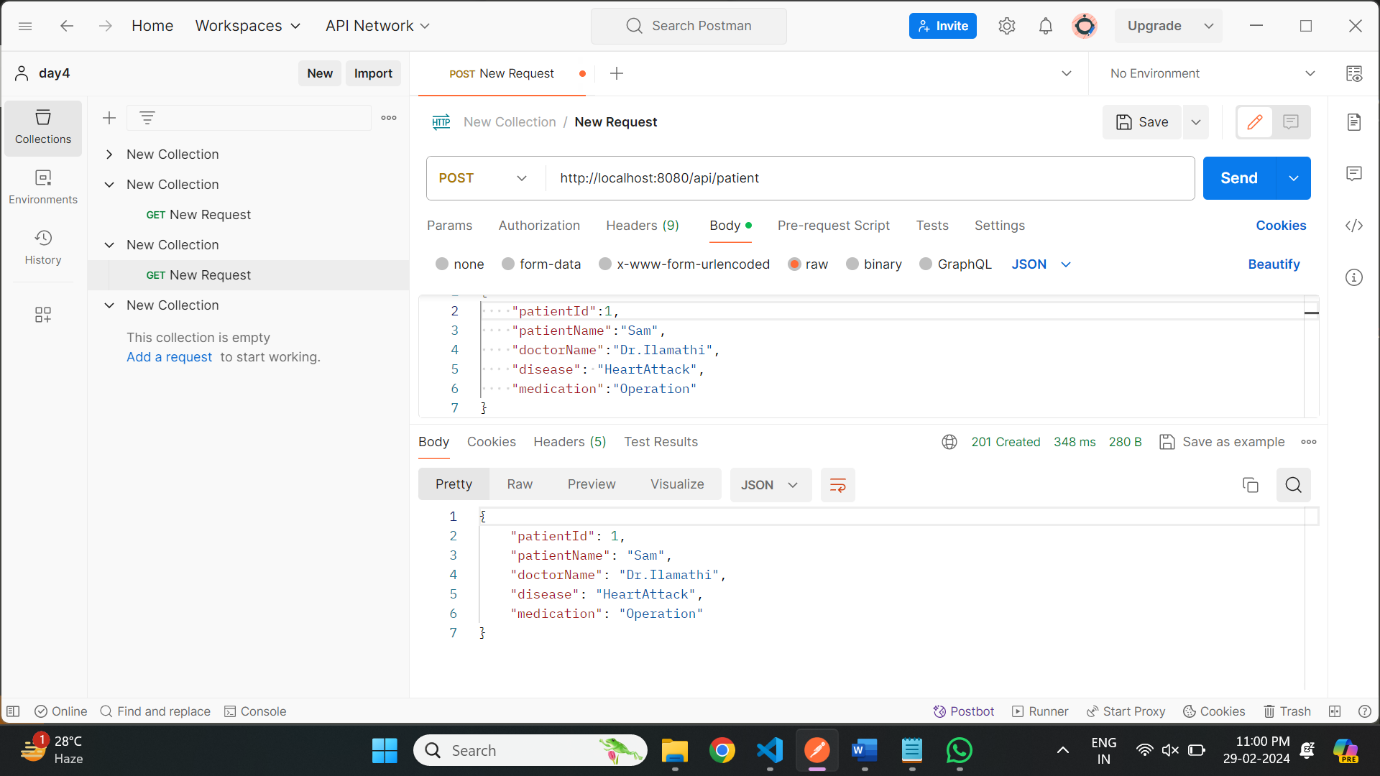 Home Workspaces API Network Search Postman Invite Upgrade
day4 New Import POST New Request No Environment
Collections
Environments
History
New Collection
New Collection
GET New Request
New Collection
GET New Request
New Collection
This collection is empty
Add a request to start working.
HTTP New Collection / New Request Save
POST http://localhost:8080/api/patient Send
Params Authorization Headers (9) Body Pre-request Script Tests Settings Cookies
none form-data x-www-form-urlencoded raw binary GraphQL JSON Beautify
2 "patientId":1,
3 "patientName":"Sam",
4 "doctorName":"Dr.Ilamathi",
5 "disease": "HeartAttack",
6 "medication":"Operation"
7 }
Body Cookies Headers (5) Test Results 201 Created 348 ms 280 B Save as example
Pretty Raw Preview Visualize JSON
1 {
2 "patientId": 1,
3 "patientName": "Sam",
4 "doctorName": "Dr.Ilamathi",
5 "disease": "HeartAttack",
6 "medication": "Operation"
7 }
Online Find and replace Console Postbot Runner Start Proxy Cookies Trash
1 28°C
Haze
Search
ENG
IN
11:00 PM
29-02-2024
PRE